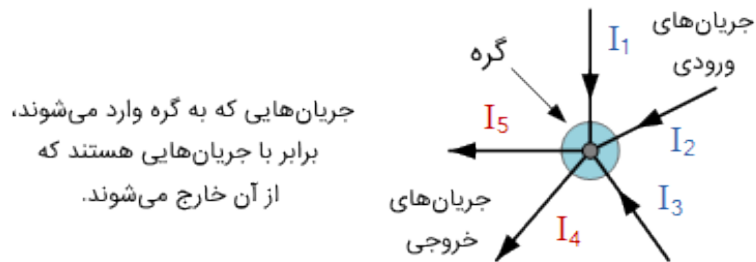 جریان‌های
ورودی
I1
گره
I2
I5
I3
جریان‌های
خروجی
I4
جریان‌هایی که به گره وارد می‌شوند،
برابر با جریان‌هایی هستند که
از آن خارج می‌شوند.